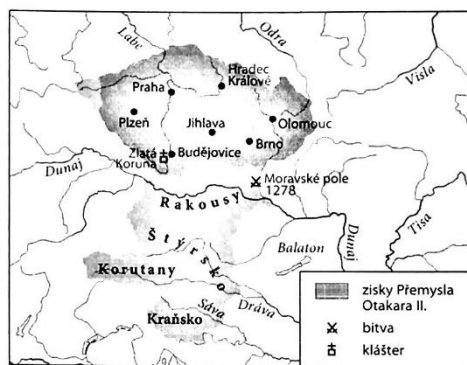 Labe
Odra
Visla
Hradec
Králové
Praha
Plzeň
Jihlava
Olomouc
Zlatá
Koruna
Budějovice
Brno
Dunaj
Moravské pole
1278
Rakousy
Štýrsko
Balaton
Dunaj
Tisa
Korutany
Dráva
Sáva
Kraňsko
zisky Přemysla
Otakara II.
bitva
klášter